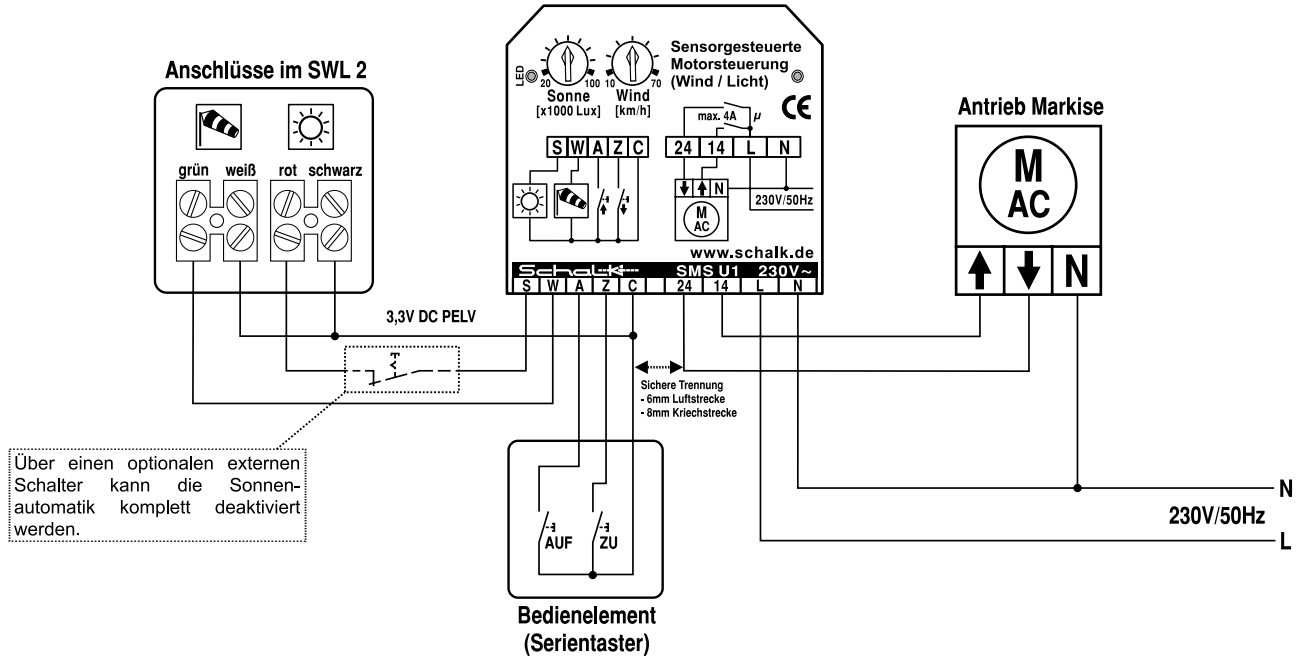 Anschlüsse im SWL 2
grün weiß rot schwarz
LED
20 100 10 70
Sonne Wind
[x1000 Lux] [km/h]
Sensorgesteuerte
Motorsteuerung
(Wind / Licht)
max. 4A µ
CE
S W A Z C 24 14 L N
N
230V/50Hz
M
AC
www.schalk.de
Schalk SMS U1 230V~
S W A Z C 24 14 L N
Antrieb Markise
M
AC
N
3,3V DC PELV
Sichere Trennung
- 6mm Luftstrecke
- 8mm Kriechstrecke
Über einen optionalen externen
Schalter kann die Sonnen-
automatik komplett deaktiviert
werden.
AUF ZU
Bedienelement
(Serientaster)
N
230V/50Hz
L